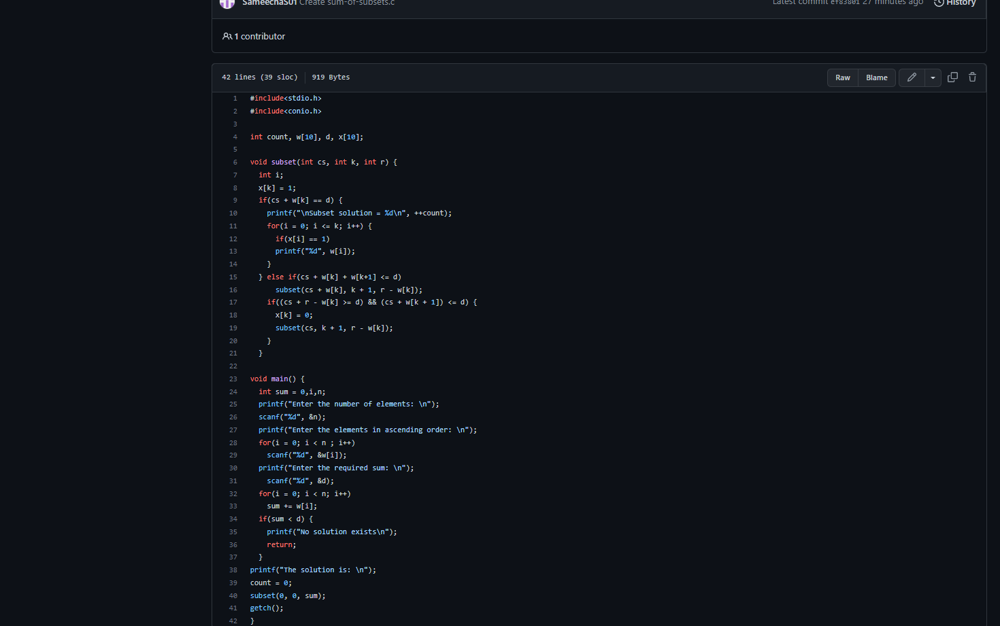 SameechaS01 Create sum-of-subsets.c Latest commit ef83801 27 minutes ago History
1 contributor
42 lines (39 sloc) 919 Bytes Raw Blame
1 #include<stdio.h>
2 #include<conio.h>
3
4 int count, w[10], d, x[10];
5
6 void subset(int cs, int k, int r) {
7   int i;
8   x[k] = 1;
9   if(cs + w[k] == d) {
10     printf("\nSubset solution = %d\n", ++count);
11     for(i = 0; i <= k; i++) {
12       if(x[i] == 1)
13       printf("%d", w[i]);
14     }
15   } else if(cs + w[k] + w[k+1] <= d)
16       subset(cs + w[k], k + 1, r - w[k]);
17     if((cs + r - w[k] >= d) && (cs + w[k + 1]) <= d) {
18       x[k] = 0;
19       subset(cs, k + 1, r - w[k]);
20     }
21   }
22
23 void main() {
24   int sum = 0,i,n;
25   printf("Enter the number of elements: \n");
26   scanf("%d", &n);
27   printf("Enter the elements in ascending order: \n");
28   for(i = 0; i < n ; i++)
29     scanf("%d", &w[i]);
30   printf("Enter the required sum: \n");
31     scanf("%d", &d);
32   for(i = 0; i < n; i++)
33     sum += w[i];
34   if(sum < d) {
35     printf("No solution exists\n");
36     return;
37   }
38 printf("The solution is: \n");
39 count = 0;
40 subset(0, 0, sum);
41 getch();
42 }